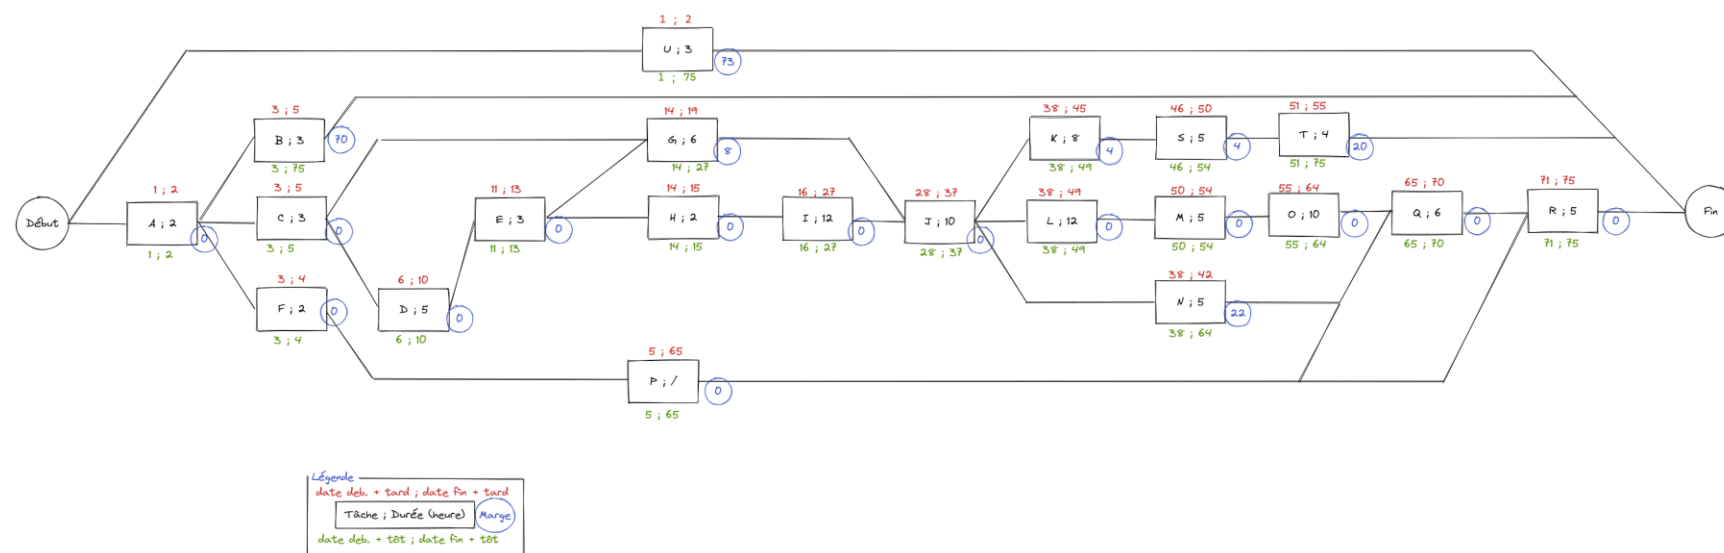 1 ; 2
U ; 3
73
1 ; 75
3 ; 5
B ; 3
70
3 ; 75
14 ; 19
G ; 6
8
14 ; 27
38 ; 45
K ; 8
4
38 ; 49
46 ; 50
S ; 5
4
46 ; 54
51 ; 55
T ; 4
20
51 ; 75
Début
1 ; 2
A ; 2
0
1 ; 2
3 ; 5
C ; 3
0
3 ; 5
11 ; 13
E ; 3
0
11 ; 13
14 ; 15
H ; 2
0
14 ; 15
16 ; 27
I ; 12
0
16 ; 27
28 ; 37
J ; 10
0
28 ; 37
38 ; 49
L ; 12
0
38 ; 49
50 ; 54
M ; 5
0
50 ; 54
55 ; 64
O ; 10
0
55 ; 64
65 ; 70
Q ; 6
0
65 ; 70
71 ; 75
R ; 5
0
71 ; 75
Fin
3 ; 4
F ; 2
0
3 ; 4
6 ; 10
D ; 5
0
6 ; 10
38 ; 42
N ; 5
22
38 ; 64
5 ; 65
P ; /
0
5 ; 65
Légende
date deb. + tard ; date fin + tard
Tâche ; Durée (heure)
Marge
date deb. + tôt ; date fin + tôt